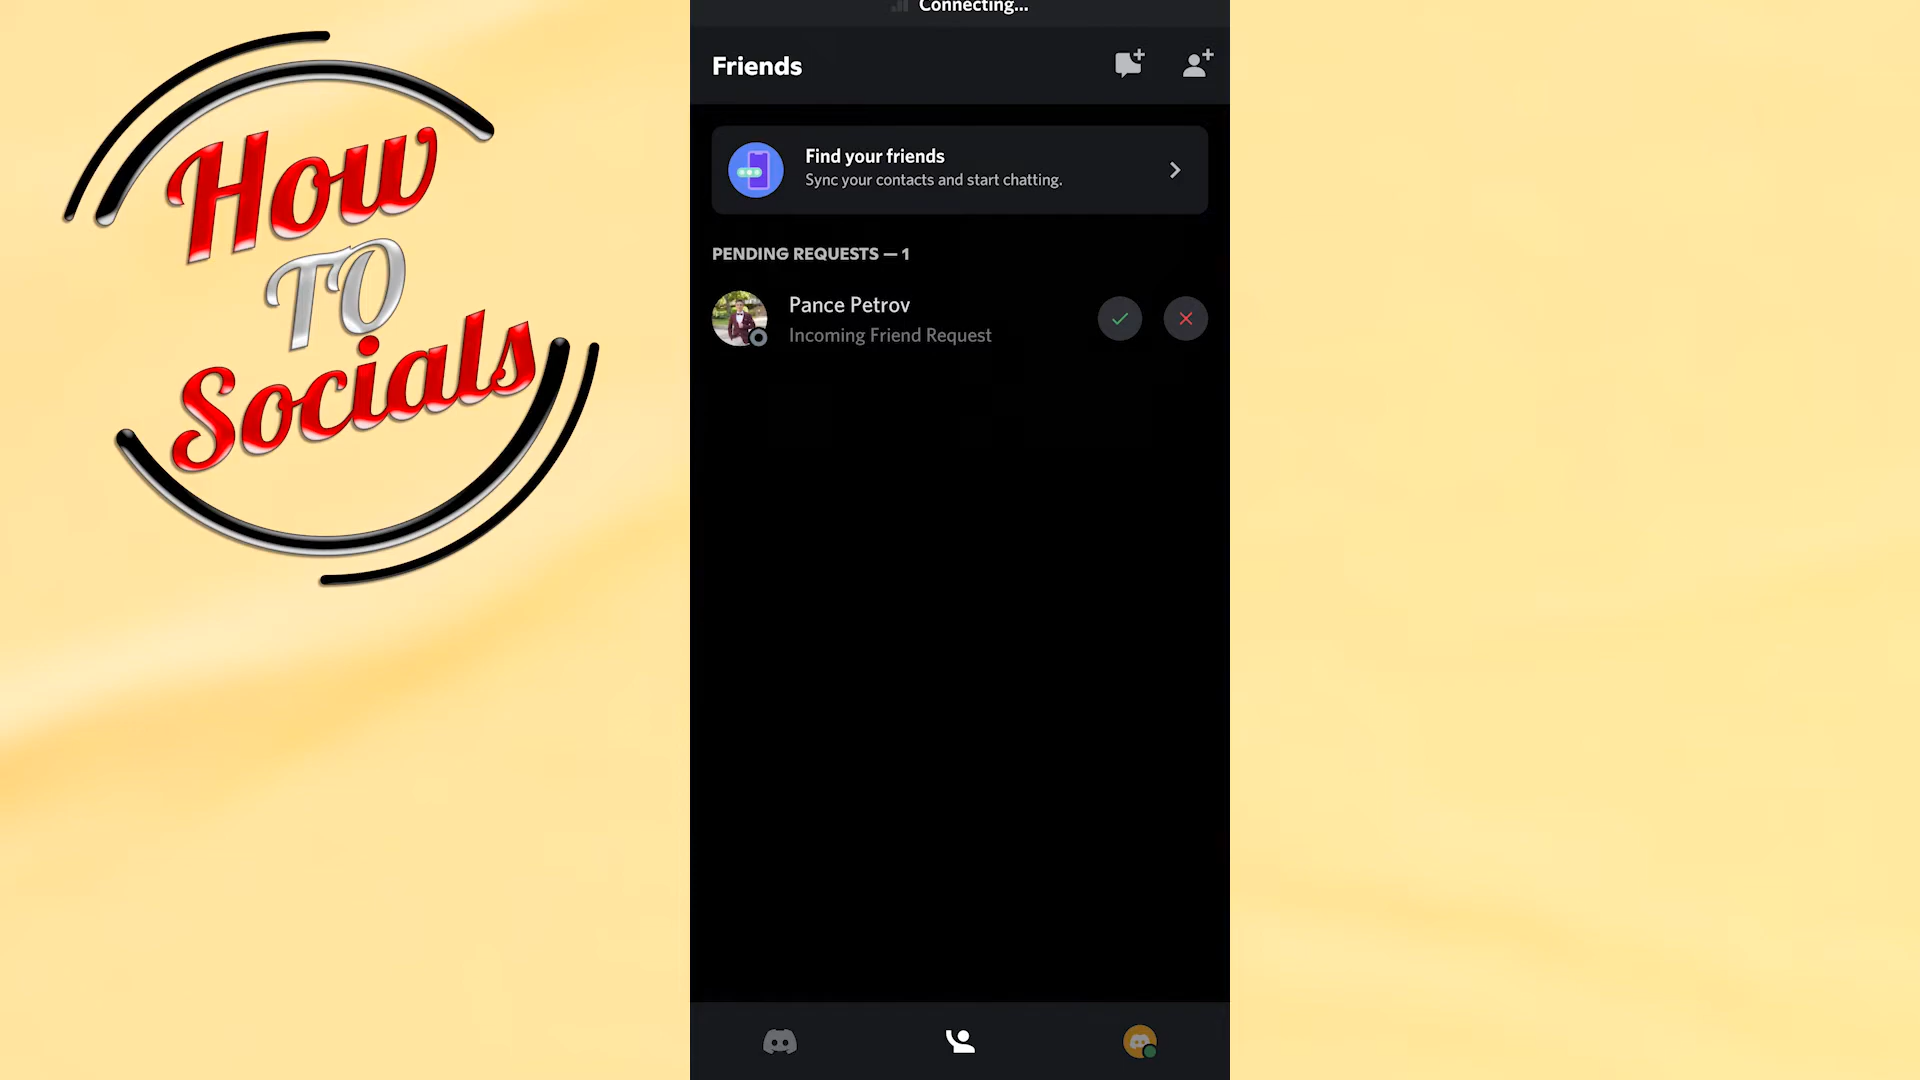 How
TO
Socials
Connecting...
Friends
Find your friends
Sync your contacts and start chatting.
PENDING REQUESTS — 1
Pance Petrov
Incoming Friend Request